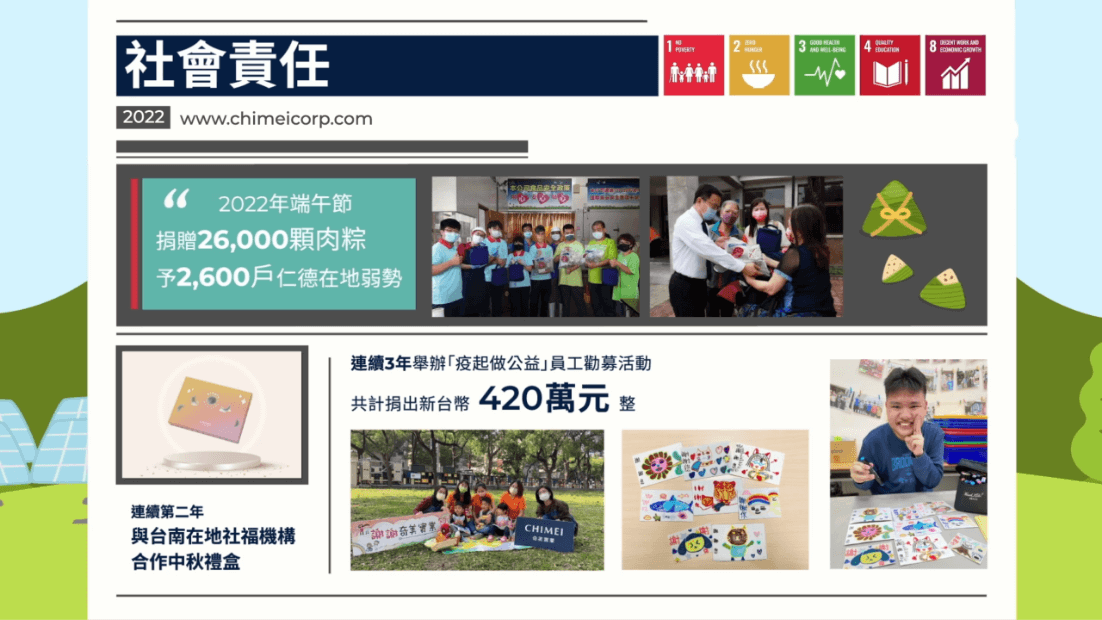 社會責任
1 NO POVERTY
2 ZERO HUNGER
3 GOOD HEALTH AND WELL-BEING
4 QUALITY EDUCATION
8 DECENT WORK AND ECONOMIC GROWTH
2022 www.chimeicorp.com
“ 2022年端午節
捐贈26,000顆肉粽
予2,600戶仁德在地弱勢
連續3年舉辦「疫起做公益」員工勸募活動
共計捐出新台幣 420萬元 整
謝謝奇美實業
CHIMEI
奇美實業
連續第二年
與台南在地社福機構
合作中秋禮盒